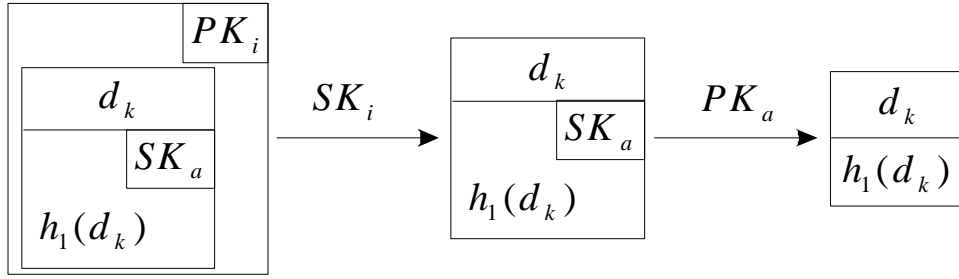 PK_i
d_k
SK_a
h_1(d_k)
SK_i
d_k
SK_a
h_1(d_k)
PK_a
d_k
h_1(d_k)